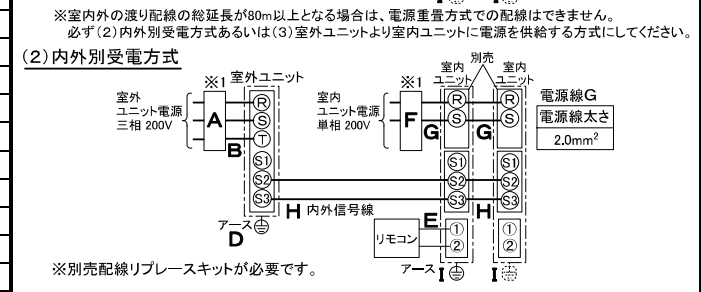 ※室内外の渡り配線の総延長が80m以上となる場合は、電源重畳方式での配線はできません。
必ず(2)内外別受電方式あるいは(3)室外ユニットより室内ユニットに電源を供給する方式にしてください。
(2)内外別受電方式
※1 室外ユニット
室外
ユニット電源
三相 200V
A
B
R
S
T
S1
S2
S3
アース
D
H 内外信号線
※1
室内
ユニット
別売
室内
ユニット
室内
ユニット電源
単相 200V
F
G
R
S
G
R
S
S1
S2
S3
S1
S2
S3
H
E
リモコン
①
②
①
②
アース I
I
電源線G
電源線太さ
2.0mm²
※別売配線リプレースキットが必要です。